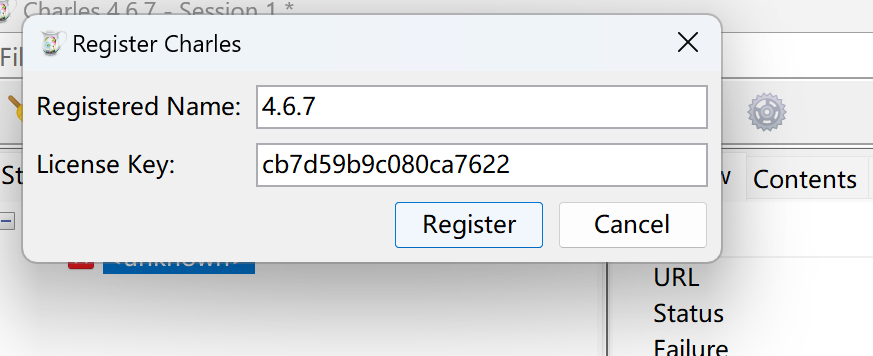 Charles 4.6.7 - Session 1 *
Register Charles
Fil
Registered Name: 4.6.7
License Key: cb7d59b9c080ca7622
St
w Contents
Register Cancel
<unknown>
URL
Status
Failure